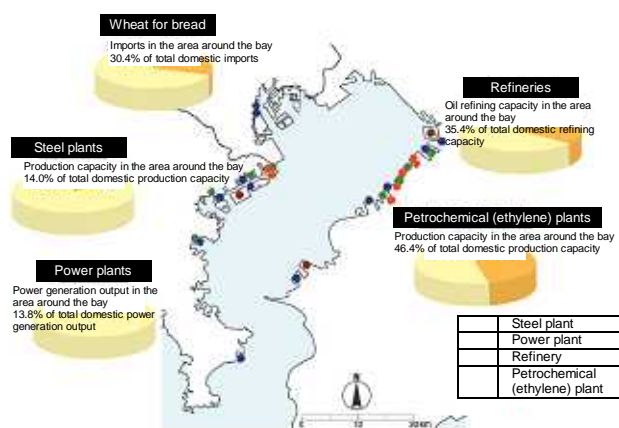 Wheat for bread
Imports in the area around the bay
30.4% of total domestic imports
Refineries
Oil refining capacity in the area
around the bay
35.4% of total domestic refining
capacity
Steel plants
Production capacity in the area around the bay
14.0% of total domestic production capacity
Petrochemical (ethylene) plants
Production capacity in the area around the bay
46.4% of total domestic production capacity
Power plants
Power generation output in the
area around the bay
13.8% of total domestic power
generation output
Steel plant
Power plant
Refinery
Petrochemical
(ethylene) plant
N
0 10 20km